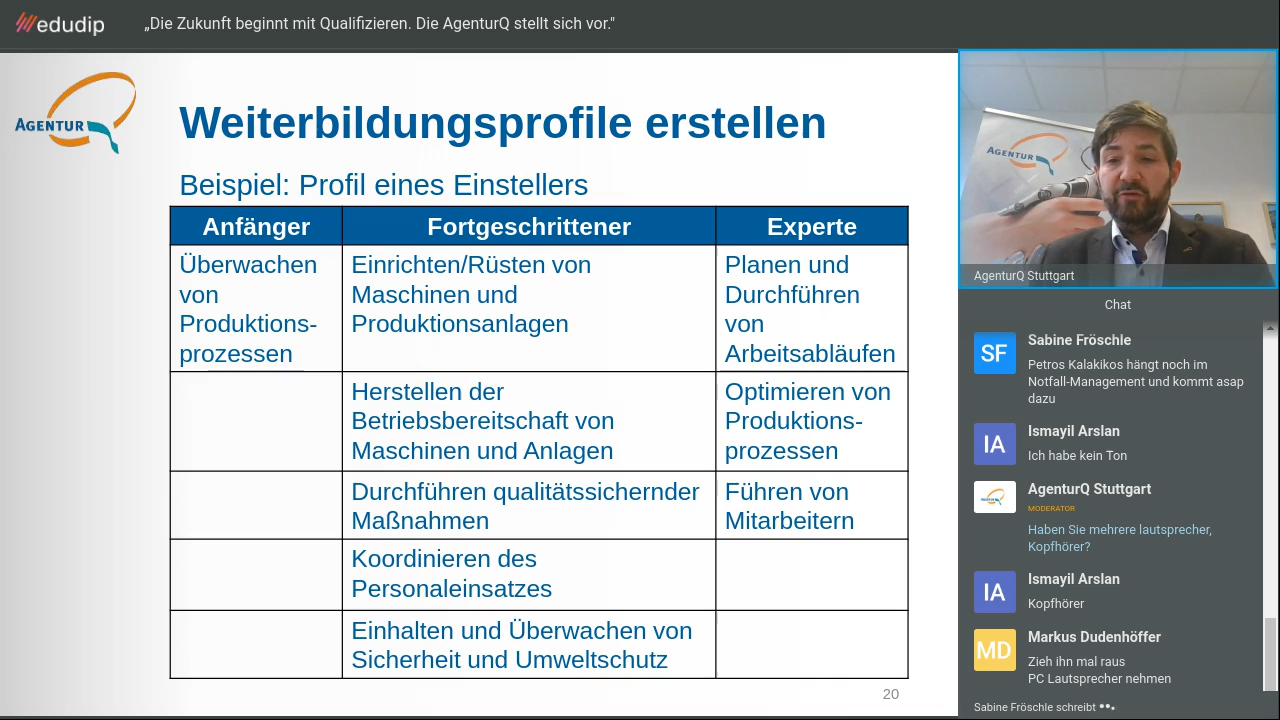 edudip
„Die Zukunft beginnt mit Qualifizieren. Die AgenturQ stellt sich vor."
AGENTUR
Weiterbildungsprofile erstellen
Beispiel: Profil eines Einstellers
Anfänger
Fortgeschrittener
Experte
Überwachen
von
Produktions-
prozessen
Einrichten/Rüsten von
Maschinen und
Produktionsanlagen
Planen und
Durchführen
von
Arbeitsabläufen
Herstellen der
Betriebsbereitschaft von
Maschinen und Anlagen
Optimieren von
Produktions-
prozessen
Durchführen qualitätssichernder
Maßnahmen
Führen von
Mitarbeitern
Koordinieren des
Personaleinsatzes
Einhalten und Überwachen von
Sicherheit und Umweltschutz
20
AGENTUR
AgenturQ Stuttgart
Chat
SF
Sabine Fröschle
Petros Kalakikos hängt noch im
Notfall-Management und kommt asap
dazu
IA
Ismayil Arslan
Ich habe kein Ton
AgenturQ Stuttgart
MODERATOR
Haben Sie mehrere lautsprecher,
Kopfhörer?
IA
Ismayil Arslan
Kopfhörer
MD
Markus Dudenhöffer
Zieh ihn mal raus
PC Lautsprecher nehmen
Sabine Fröschle schreibt